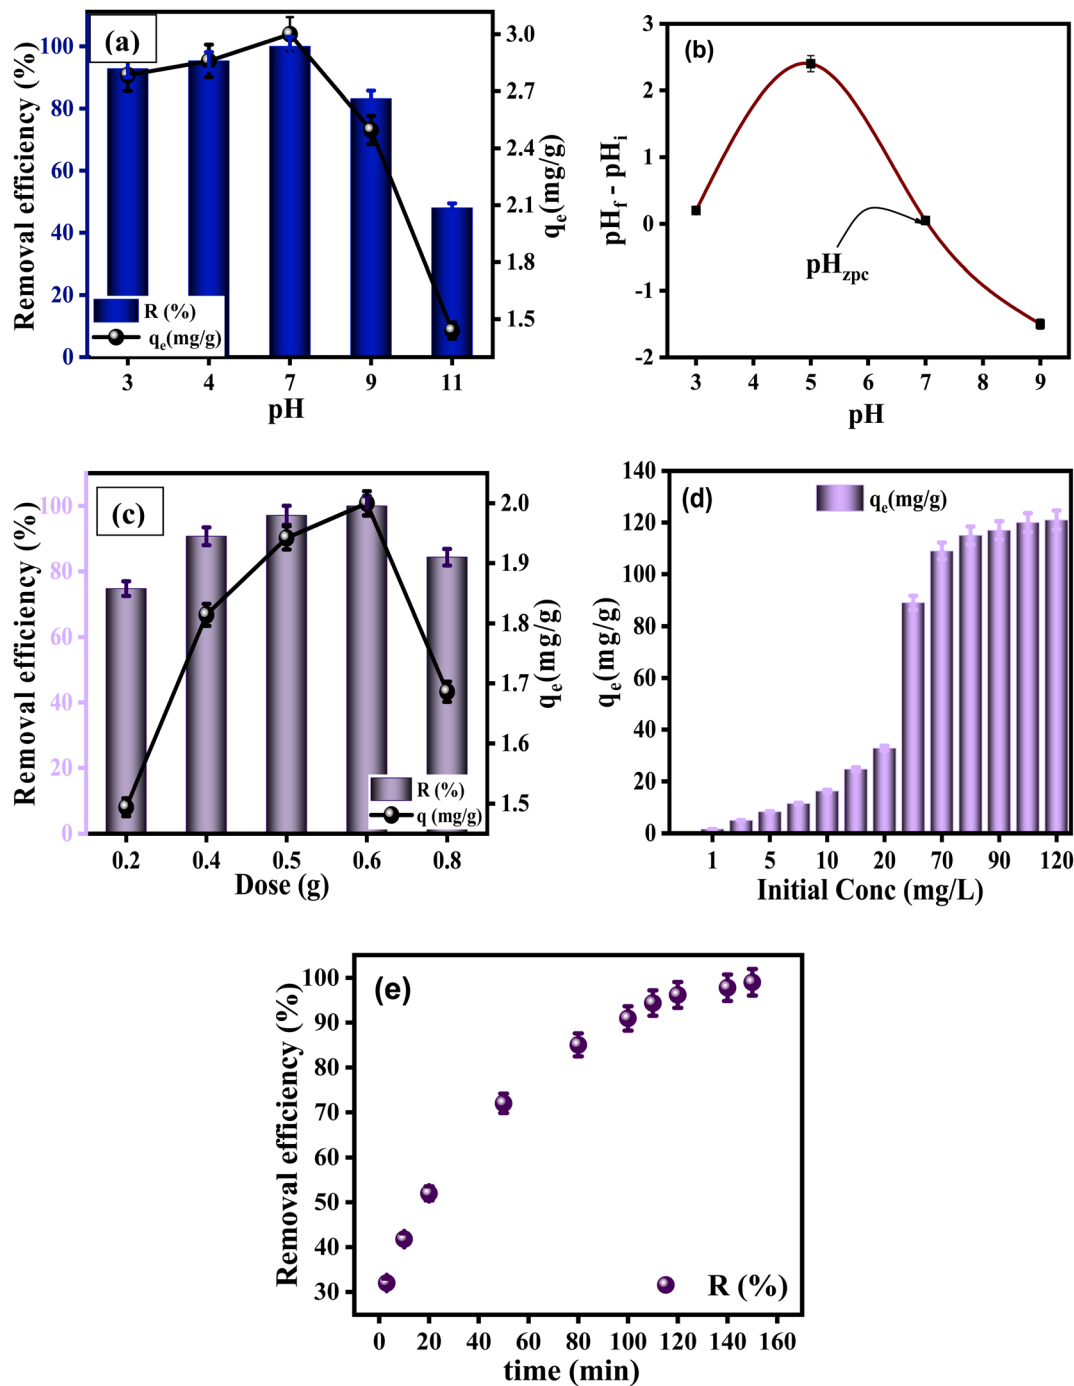 (a)
Removal efficiency (%)
100
80
60
40
20
0
3.0
2.7
2.4
2.1
1.8
1.5
qₑ(mg/g)
R (%)
qₑ(mg/g)
3 4 7 9 11
pH
(b)
pH_f - pH_i
3
2
1
0
-1
-2
pH_zpc
3 4 5 6 7 8 9
pH
(c)
Removal efficiency (%)
100
80
60
40
20
0
2.0
1.9
1.8
1.7
1.6
1.5
qₑ(mg/g)
R (%)
q (mg/g)
0.2 0.4 0.5 0.6 0.8
Dose (g)
(d)
qₑ(mg/g)
qₑ(mg/g)
140
120
100
80
60
40
20
0
1 5 10 20 70 90 120
Initial Conc (mg/L)
(e)
Removal efficiency (%)
100
90
80
70
60
50
40
30
R (%)
0 20 40 60 80 100 120 140 160
time (min)